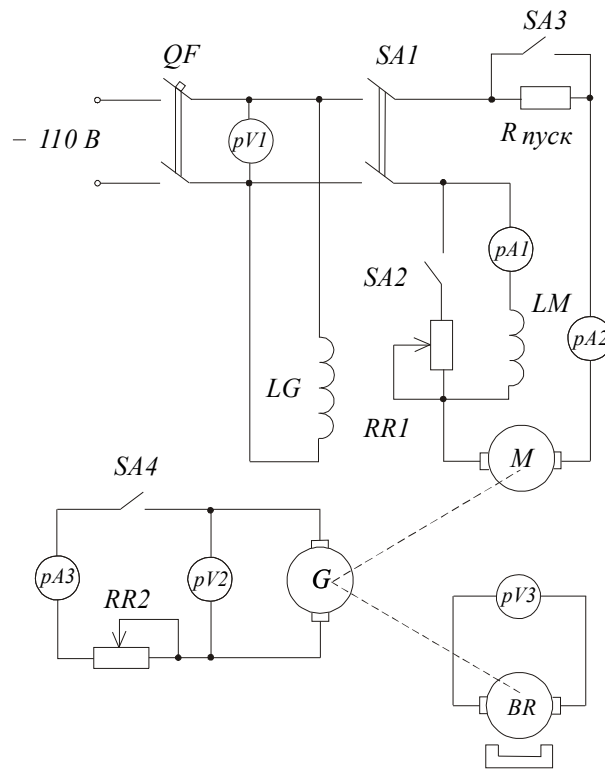 SA3
QF
SA1
– 110 В
pV1
R пуск
pA1
SA2
LM
pA2
LG
RR1
M
SA4
pA3
pV2
G
pV3
RR2
BR